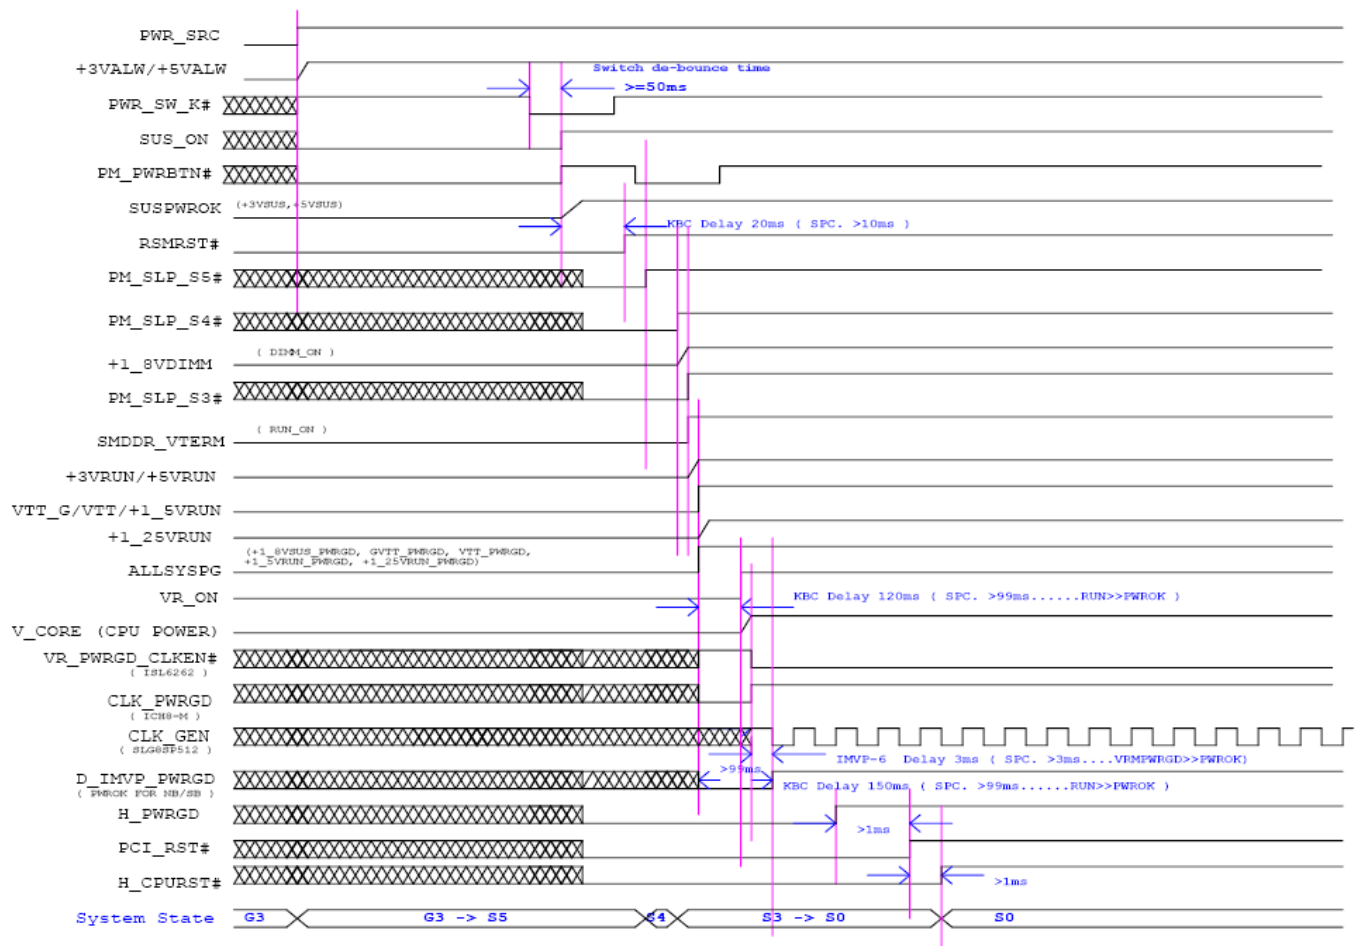 PWR_SRC
+3VALW/+5VALW
Switch de-bounce time
>=50ms
PWR_SW_K#
SUS_ON
PM_PWRBTN#
SUSPWROK (+3VSUS,+5VSUS)
KBC Delay 20ms ( SPC. >10ms )
RSMRST#
PM_SLP_S5#
PM_SLP_S4#
( DIMM_ON )
+1_8VDIMM
PM_SLP_S3#
( RUN_ON )
SMDDR_VTERM
+3VRUN/+5VRUN
VTT_G/VTT/+1_5VRUN
+1_25VRUN
(+1_8VSUS_PWRGD, GVTT_PWRGD, VTT_PWRGD,
+1_5VRUN_PWRGD, +1_25VRUN_PWRGD)
ALLSYSPG
VR_ON
KBC Delay 120ms ( SPC. >99ms......RUN>>PWROK )
V_CORE (CPU POWER)
VR_PWRGD_CLKEN#
( ISL6262 )
CLK_PWRGD
( ICH8-M )
CLK_GEN
( SLG8SP512 )
IMVP-6 Delay 3ms ( SPC. >3ms....VRMPWRGD>>PWROK)
>99ms
D_IMVP_PWRGD
( PWROK FOR NB/SB )
KBC Delay 150ms ( SPC. >99ms......RUN>>PWROK )
H_PWRGD
>1ms
PCI_RST#
H_CPURST#
>1ms
System State G3 G3 -> S5 S4 S3 -> S0 S0